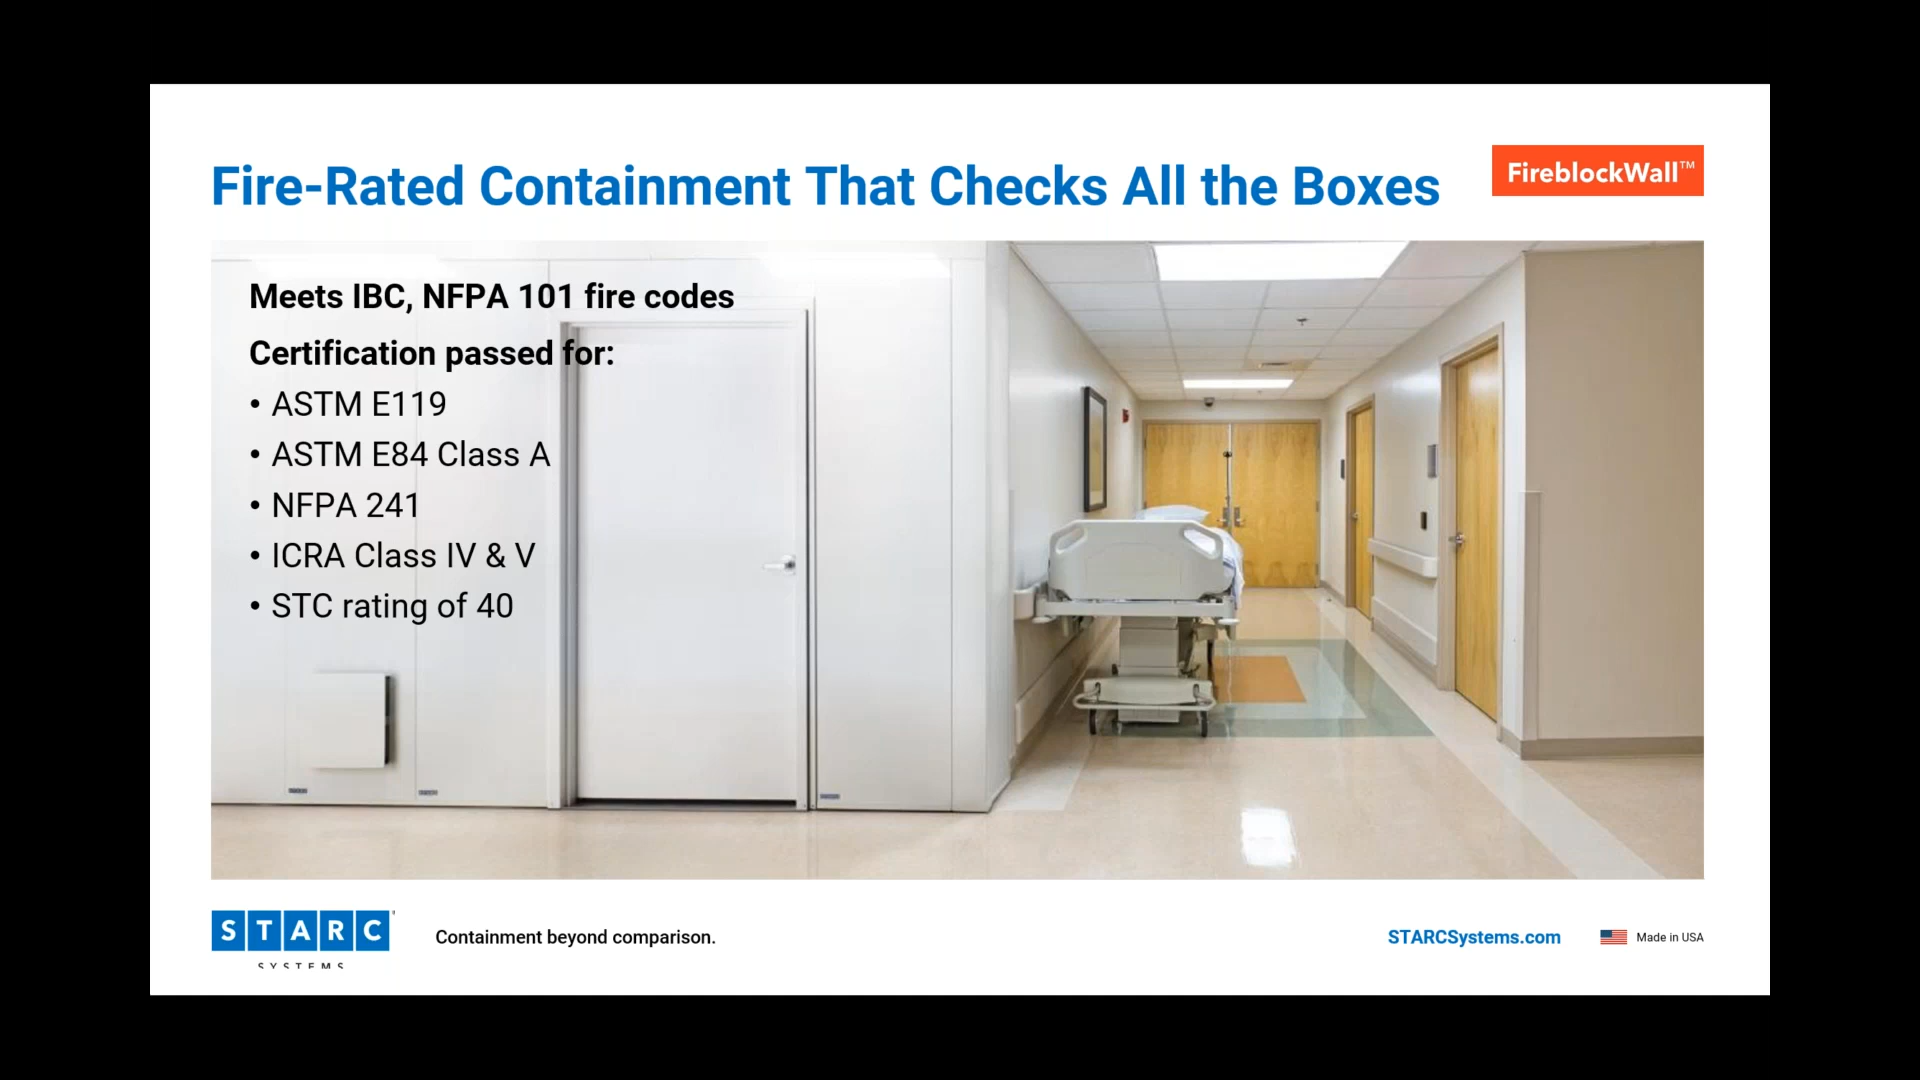 Fire-Rated Containment That Checks All the Boxes
FireblockWall™
Meets IBC, NFPA 101 fire codes
Certification passed for:
• ASTM E119
• ASTM E84 Class A
• NFPA 241
• ICRA Class IV & V
• STC rating of 40
STARC
SYSTEMS
Containment beyond comparison.
STARCSystems.com
Made in USA